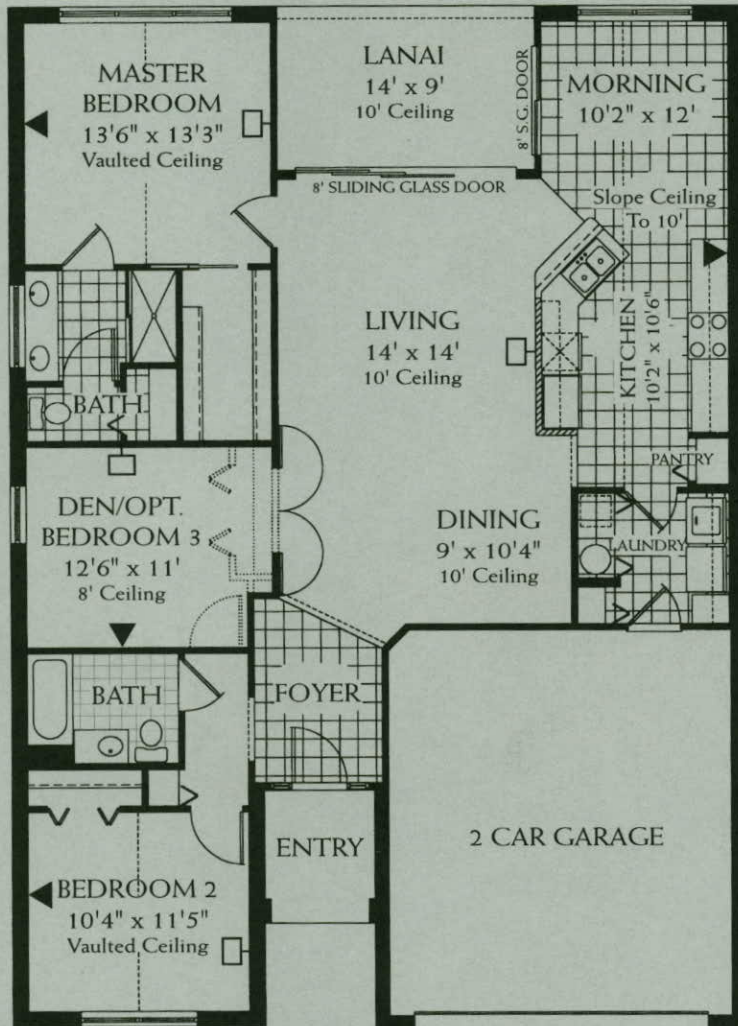 MASTER
BEDROOM
13'6" x 13'3"
Vaulted Ceiling
LANAI
14' x 9'
10' Ceiling
8' S.G. DOOR
MORNING
10'2" x 12'
8' SLIDING GLASS DOOR
Slope Ceiling
To 10'
LIVING
14' x 14'
10' Ceiling
KITCHEN
10'2" x 10'6"
BATH
PANTRY
DEN/OPT.
BEDROOM 3
12'6" x 11'
8' Ceiling
DINING
9' x 10'4"
10' Ceiling
AUNDRY
BATH
FOYER
ENTRY
2 CAR GARAGE
BEDROOM 2
10'4" x 11'5"
Vaulted Ceiling